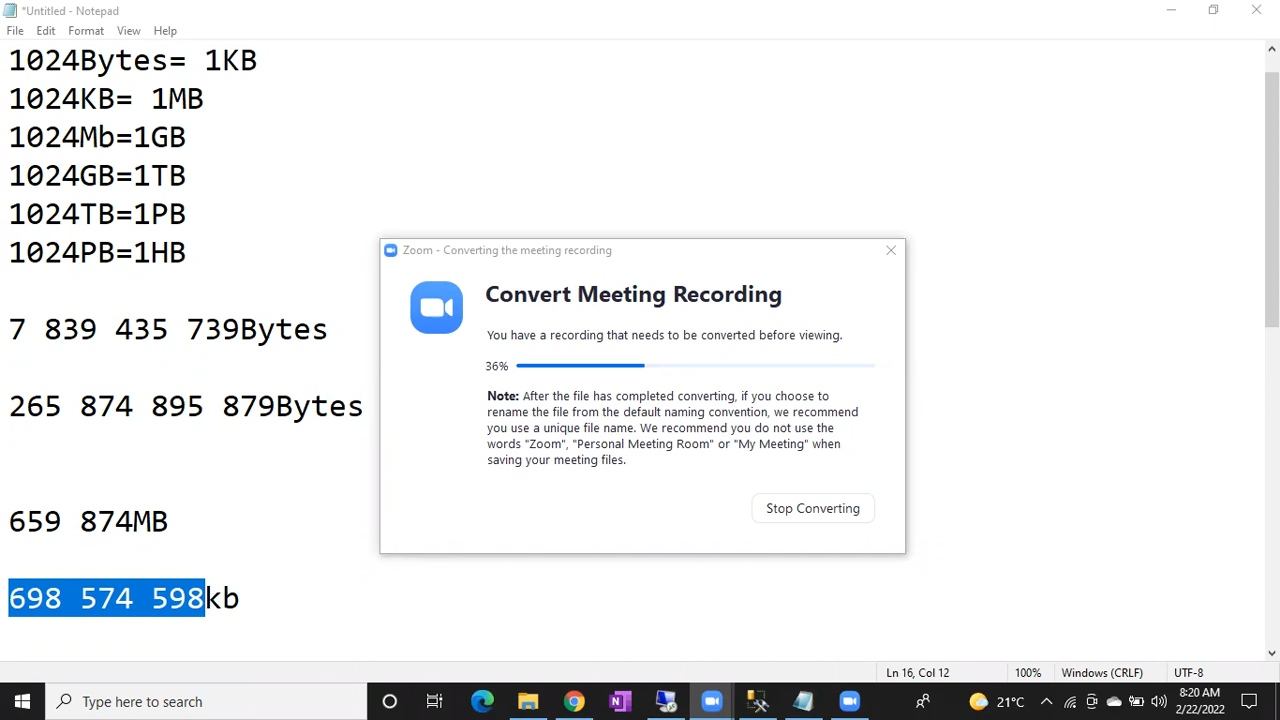 *Untitled - Notepad
File Edit Format View Help
1024Bytes= 1KB
1024KB= 1MB
1024Mb=1GB
1024GB=1TB
1024TB=1PB
1024PB=1HB
7 839 435 739Bytes
265 874 895 879Bytes
659 874MB
698 574 598kb
Zoom - Converting the meeting recording
Convert Meeting Recording
You have a recording that needs to be converted before viewing.
36%
Note: After the file has completed converting, if you choose to
rename the file from the default naming convention, we recommend
you use a unique file name. We recommend you do not use the
words "Zoom", "Personal Meeting Room" or "My Meeting" when
saving your meeting files.
Stop Converting
Ln 16, Col 12 100% Windows (CRLF) UTF-8
Type here to search
21°C
8:20 AM
2/22/2022